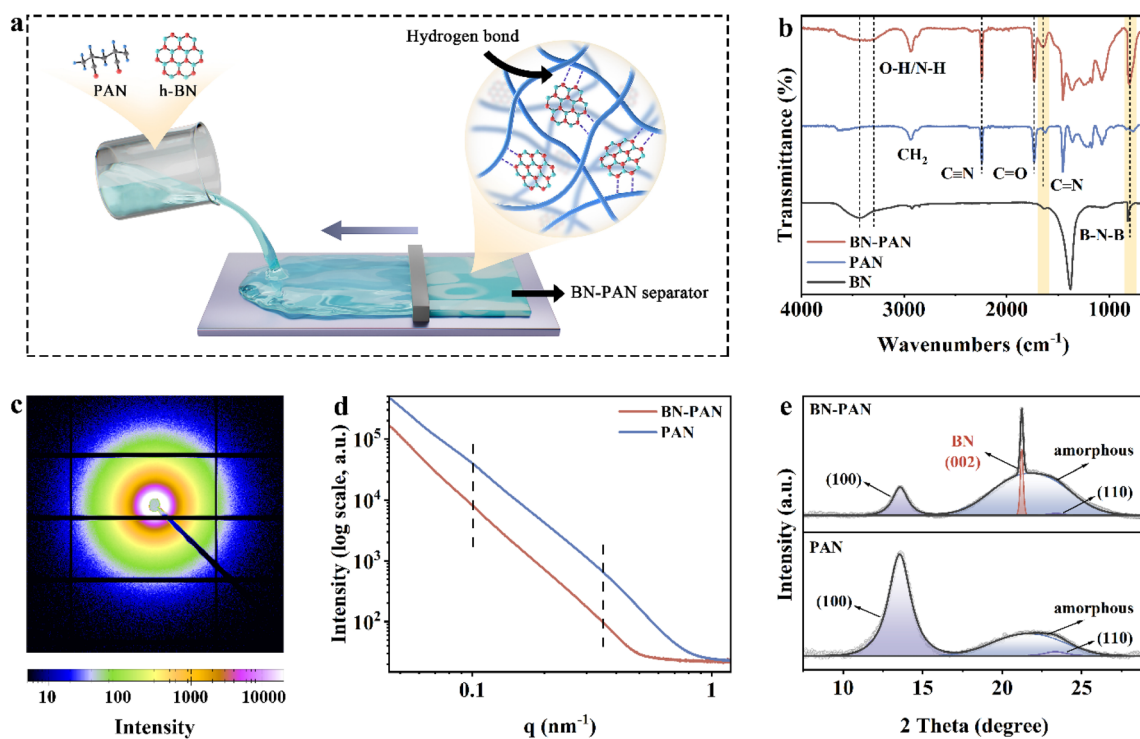 a
PAN
h-BN
Hydrogen bond
BN-PAN separator
b
Transmittance (%)
O-H/N-H
CH2
C≡N
C=O
C=N
B-N-B
BN-PAN
PAN
BN
4000 3000 2000 1000
Wavenumbers (cm-1)
c
10 100 1000 10000
Intensity
d
Intensity (log scale, a.u.)
10^5
10^4
10^3
10^2
BN-PAN
PAN
0.1 1
q (nm-1)
e
Intensity (a.u.)
BN-PAN
BN
(002)
amorphous
(100)
(110)
PAN
(100)
amorphous
(110)
10 15 20 25
2 Theta (degree)